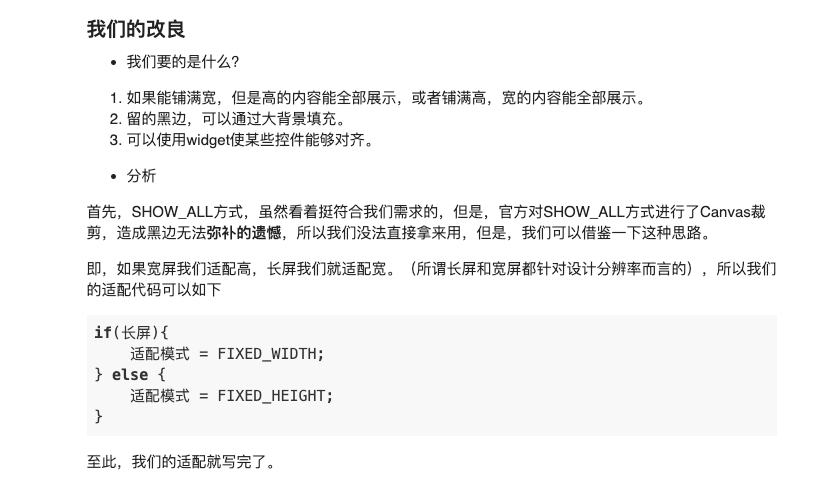 我们的改良
• 我们要的是什么?
1. 如果能铺满宽，但是高的内容能全部展示，或者铺满高，宽的内容能全部展示。
2. 留的黑边，可以通过大背景填充。
3. 可以使用widget使某些控件能够对齐。
• 分析
首先，SHOW_ALL方式，虽然看着挺符合我们需求的，但是，官方对SHOW_ALL方式进行了Canvas裁
剪，造成黑边无法弥补的遗憾，所以我们没法直接拿来用，但是，我们可以借鉴一下这种思路。
即，如果宽屏我们适配高，长屏我们就适配宽。（所谓长屏和宽屏都针对设计分辨率而言的），所以我们
的适配代码可以如下
if(长屏){
    适配模式 = FIXED_WIDTH;
} else {
    适配模式 = FIXED_HEIGHT;
}
至此，我们的适配就写完了。